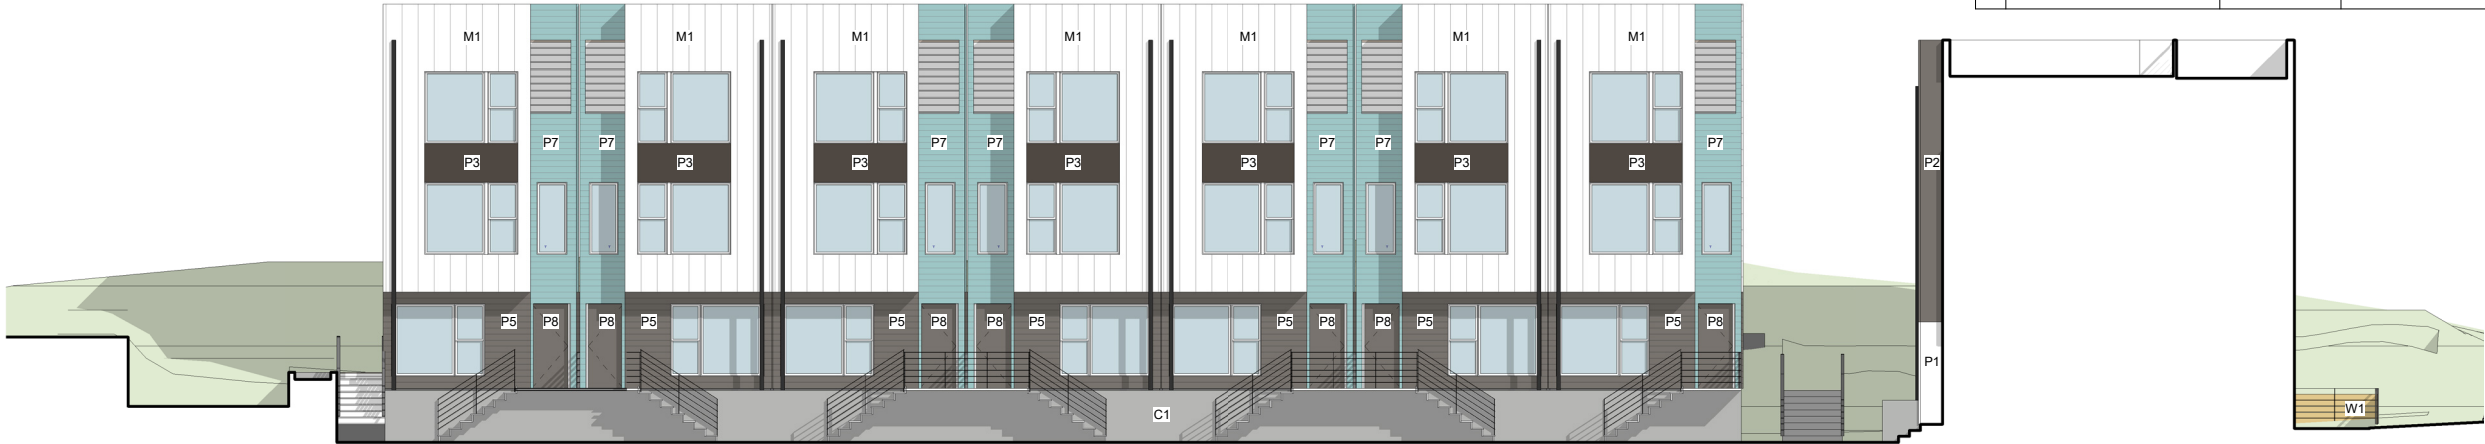 M1 M1 M1 M1 M1 M1 M1
P7 P7 P7 P7 P7 P7 P7
P3 P3 P3 P3 P3 P3 P3 P2
P5 P8 P8 P5 P5 P8 P8 P5 P5 P8 P8 P5 P5 P8
P1
C1 W1